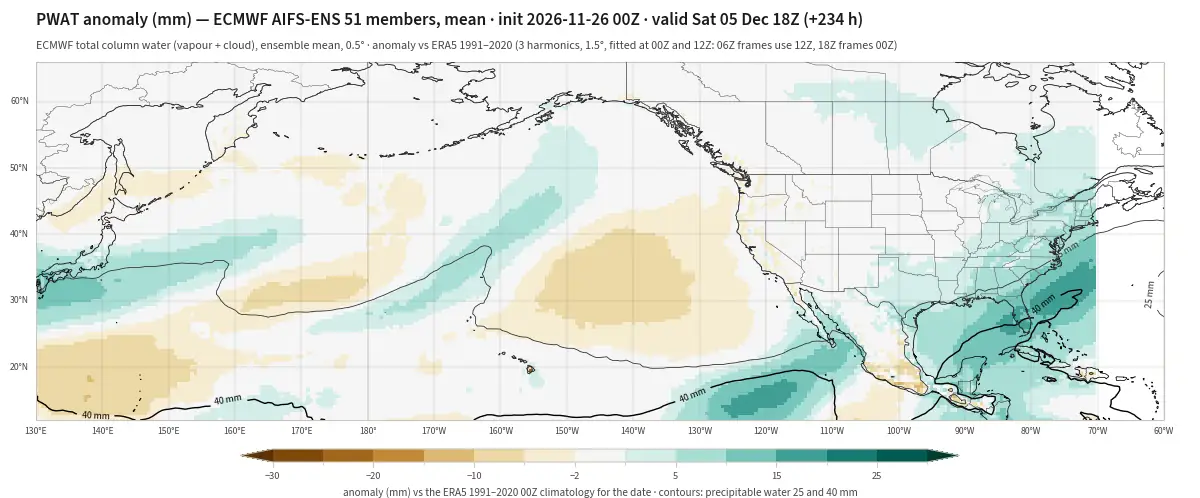 PWAT anomaly (mm) — ECMWF AIFS-ENS 51 members, mean · init 2026-11-26 00Z · valid Sat 05 Dec 18Z (+234 h)
ECMWF total column water (vapour + cloud), ensemble mean, 0.5° · anomaly vs ERA5 1991–2020 (3 harmonics, 1.5°, fitted at 00Z and 12Z: 06Z frames use 12Z, 18Z frames 00Z)
60°N
50°N
40°N
30°N
20°N
25 mm
40 mm
40 mm
40 mm
40 mm
mm
130°E 140°E 150°E 160°E 170°E 180° 170°W 160°W 150°W 140°W 130°W 120°W 110°W 100°W 90°W 80°W 70°W 60°W
−30 −20 −10 −2 5 15 25
anomaly (mm) vs the ERA5 1991–2020 00Z climatology for the date · contours: precipitable water 25 and 40 mm